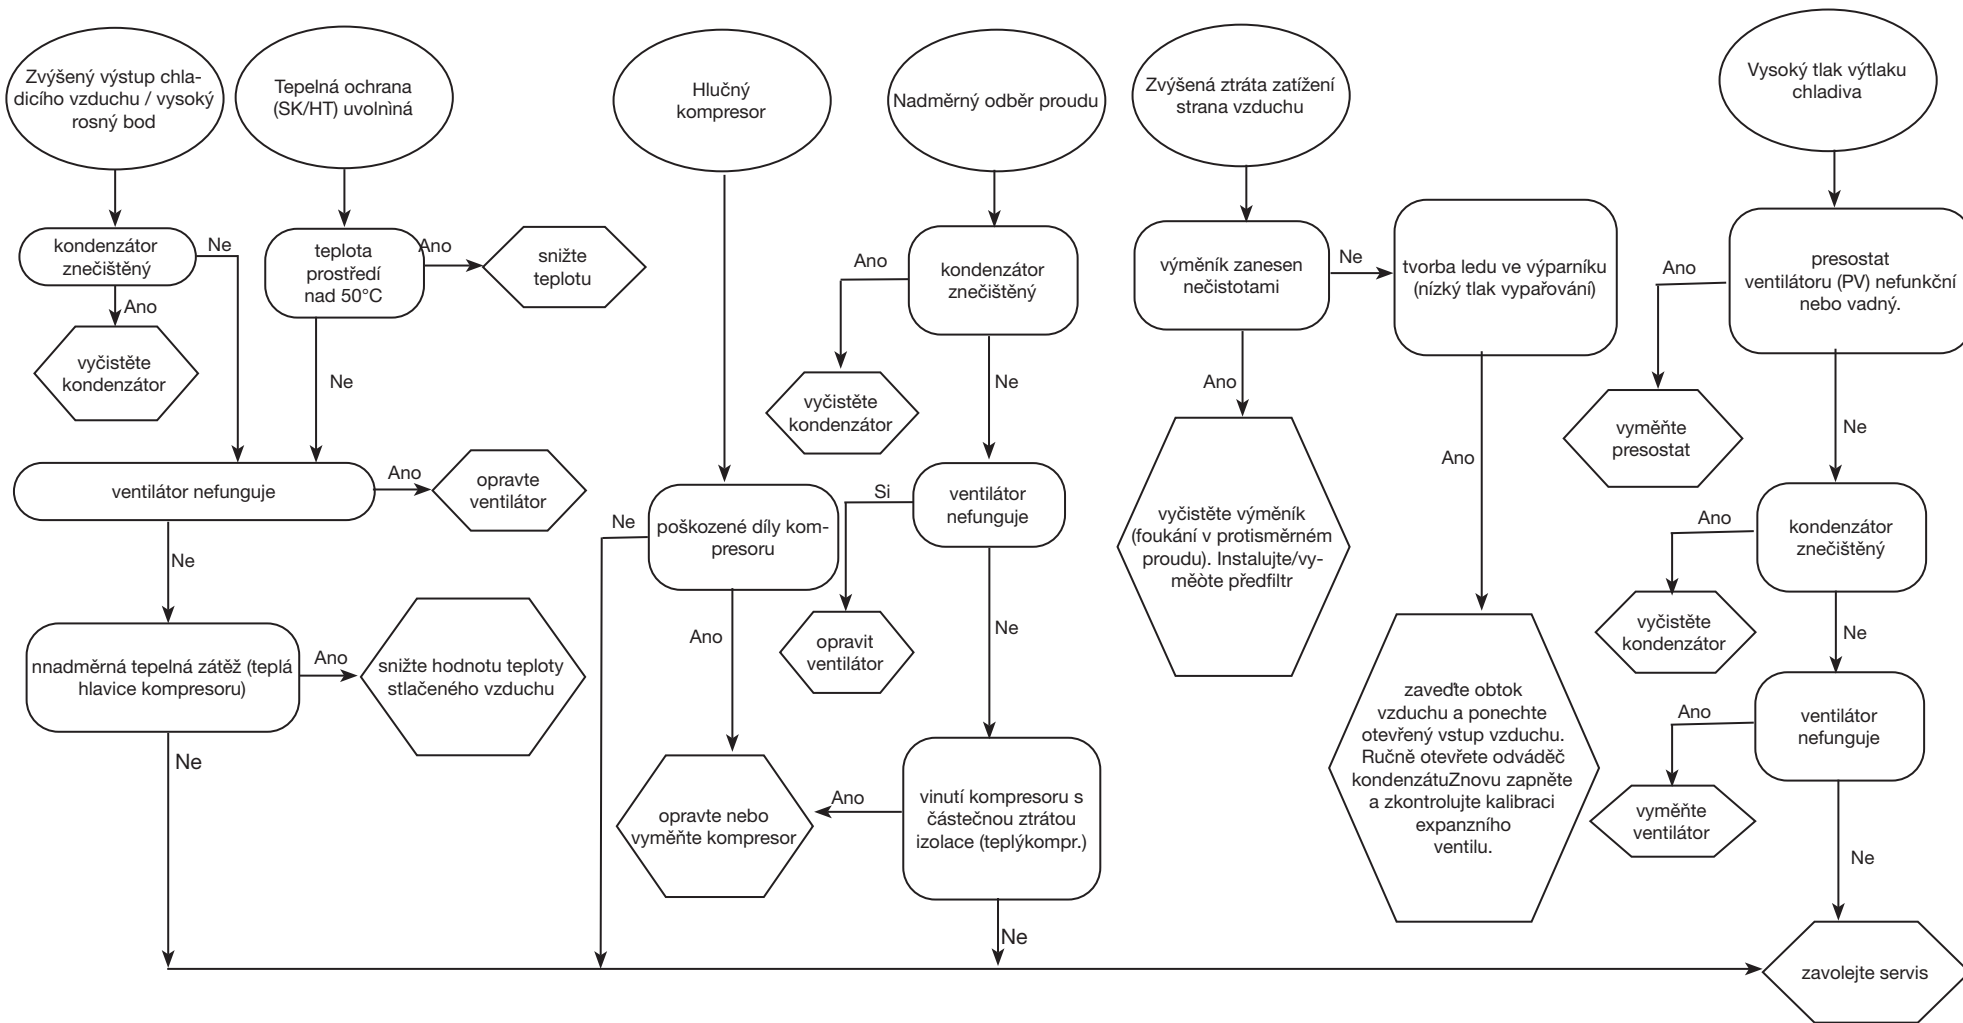 Zvýšený výstup chla-
dicího vzduchu / vysoký
rosný bod
kondenzátor
znečištěný
Ne
Ano
vyčistěte
kondenzátor
Tepelná ochrana
(SK/HT) uvolnìná
teplota
prostředí
nad 50°C
Ano
snižte
teplotu
Ne
ventilátor nefunguje
Ano
opravte
ventilátor
Ne
nnadměrná tepelná zátěž (teplá
hlavice kompresoru)
Ano
snižte hodnotu teploty
stlačeného vzduchu
Ne
Hlučný
kompresor
poškozené díly kom-
presoru
Ne
Ano
opravte nebo
vyměňte kompresor
Nadměrný odběr proudu
kondenzátor
znečištěný
Ano
vyčistěte
kondenzátor
Ne
ventilátor
nefunguje
Si
opravit
ventilátor
Ne
vinutí kompresoru s
částečnou ztrátou
izolace (teplýkompr.)
Ano
Ne
Zvýšená ztráta zatížení
strana vzduchu
výměník zanesen
nečistotami
Ne
Ano
vyčistěte výměník
(foukání v protisměrném
proudu). Instalujte/vy-
mìòte předfiltr
tvorba ledu ve výparníku
(nízký tlak vypařování)
Ano
zaveďte obtok
vzduchu a ponechte
otevřený vstup vzduchu.
Ručně otevřete odváděč
kondenzátuZnovu zapněte
a zkontrolujte kalibraci
expanzního
ventilu.
Vysoký tlak výtlaku
chladiva
presostat
ventilátoru (PV) nefunkční
nebo vadný.
Ano
vyměňte
presostat
Ne
kondenzátor
znečištěný
Ano
vyčistěte
kondenzátor
Ne
ventilátor
nefunguje
Ano
vyměňte
ventilátor
Ne
zavolejte servis